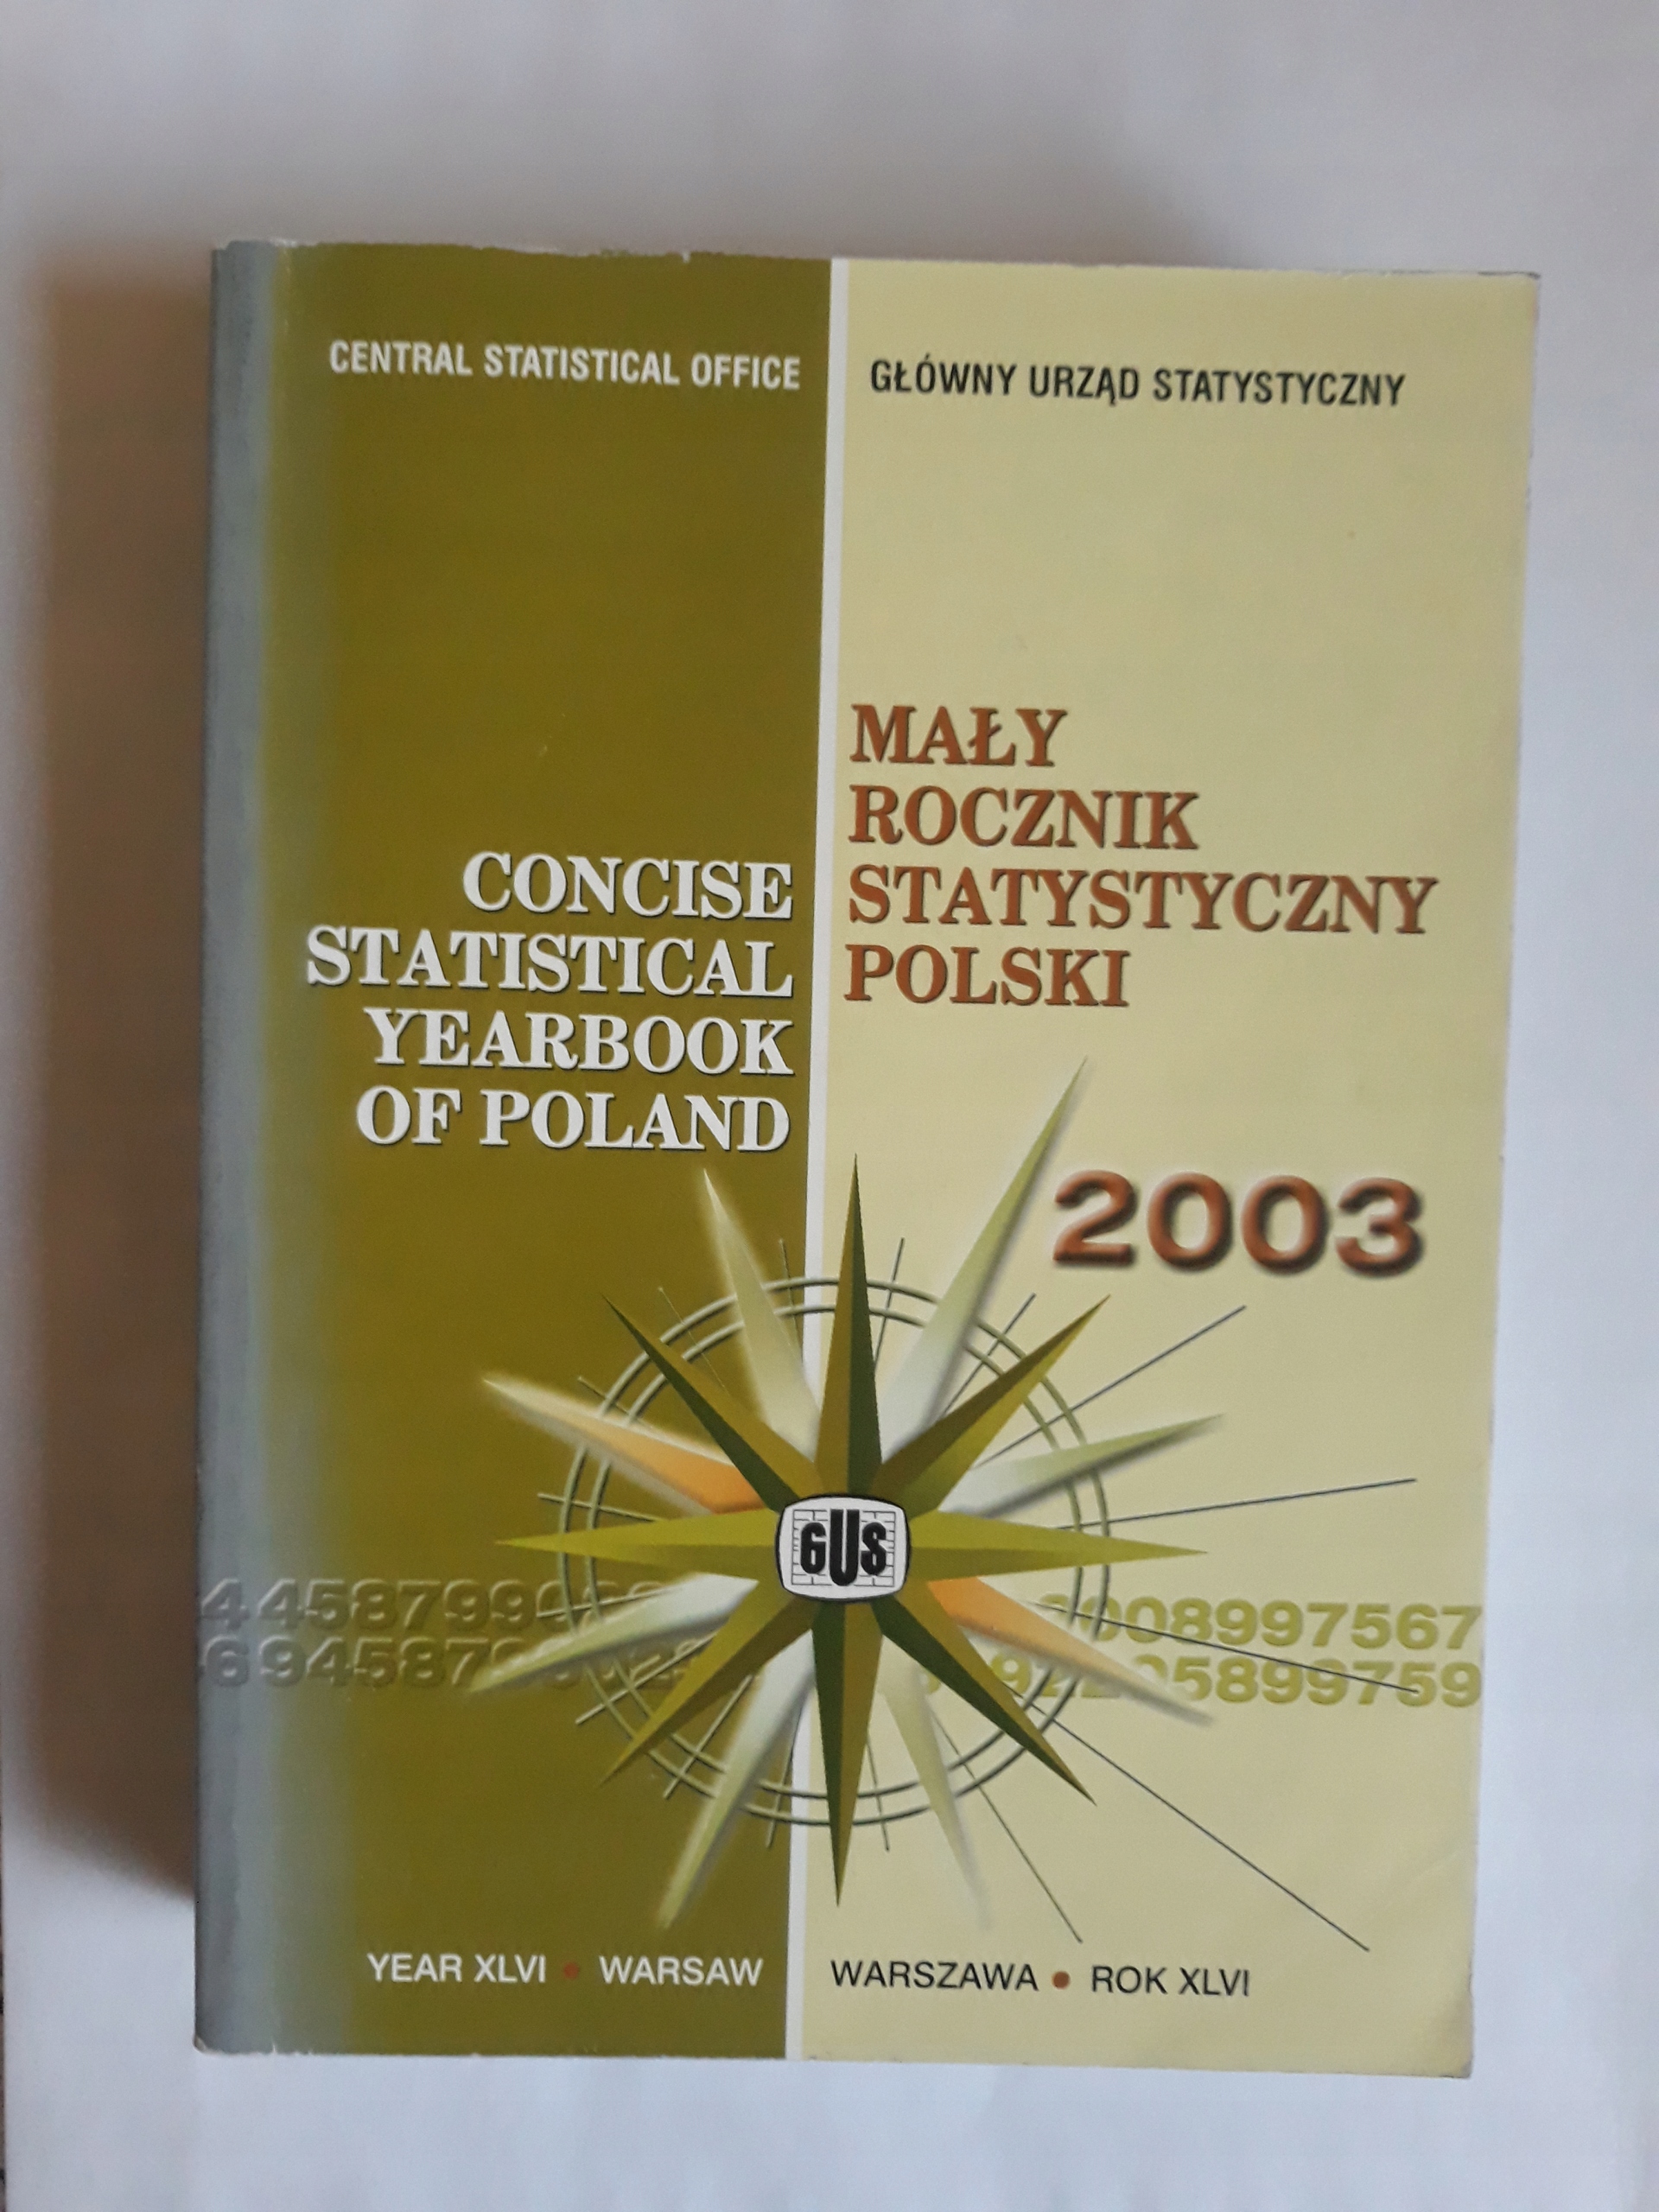 CENTRAL STATISTICAL OFFICE
GŁÓWNY URZĄD STATYSTYCZNY
CONCISE
STATISTICAL
YEARBOOK
OF POLAND
MAŁY
ROCZNIK
STATYSTYCZNY
POLSKI
2003
GUS
YEAR XLVI • WARSAW
WARSZAWA • ROK XLVI